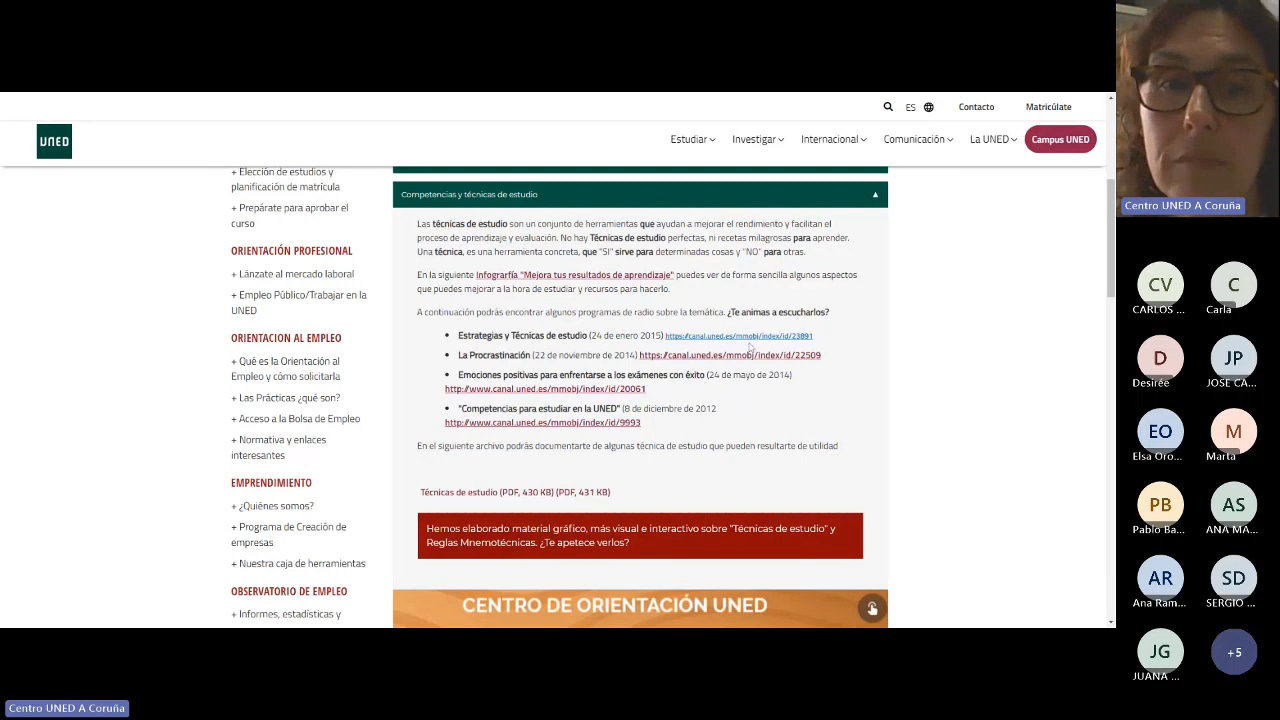 ES
Contacto
Matricúlate
UNED
Estudiar
Investigar
Internacional
Comunicación
La UNED
Campus UNED
+ Elección de estudios y
planificación de matrícula
+ Prepárate para aprobar el
curso
ORIENTACIÓN PROFESIONAL
+ Lánzate al mercado laboral
+ Empleo Público/Trabajar en la
UNED
ORIENTACION AL EMPLEO
+ Qué es la Orientación al
Empleo y cómo solicitarla
+ Las Prácticas ¿qué son?
+ Acceso a la Bolsa de Empleo
+ Normativa y enlaces
interesantes
EMPRENDIMIENTO
+ ¿Quiénes somos?
+ Programa de Creación de
empresas
+ Nuestra caja de herramientas
OBSERVATORIO DE EMPLEO
+ Informes, estadísticas y
Competencias y técnicas de estudio
Las técnicas de estudio son un conjunto de herramientas que ayudan a mejorar el rendimiento y facilitan el
proceso de aprendizaje y evaluación. No hay Técnicas de estudio perfectas, ni recetas milagrosas para aprender.
Una técnica, es una herramienta concreta, que "SI" sirve para determinadas cosas y "NO" para otras.
En la siguiente Infografría "Mejora tus resultados de aprendizaje" puedes ver de forma sencilla algunos aspectos
que puedes mejorar a la hora de estudiar y recursos para hacerlo.
A continuación podrás encontrar algunos programas de radio sobre la temática. ¿Te animas a escucharlos?
Estrategias y Técnicas de estudio (24 de enero 2015) https://canal.uned.es/mmobj/index/id/23891
La Procrastinación (22 de noviembre de 2014) https://canal.uned.es/mmobj/index/id/22509
Emociones positivas para enfrentarse a los exámenes con éxito (24 de mayo de 2014)
http://www.canal.uned.es/mmobj/index/id/20061
"Competencias para estudiar en la UNED" (8 de diciembre de 2012
http://www.canal.uned.es/mmobj/index/id/9993
En el siguiente archivo podrás documentarte de algunas técnica de estudio que pueden resultarte de utilidad
Técnicas de estudio (PDF, 430 KB) (PDF, 431 KB)
Hemos elaborado material gráfico, más visual e interactivo sobre "Técnicas de estudio" y
Reglas Mnemotécnicas. ¿Te apetece verlos?
CENTRO DE ORIENTACIÓN UNED
Centro UNED A Coruña
CV
CARLOS ...
C
Carla
D
Desirée
JP
JOSE CA...
EO
Elsa Oro...
M
Marta
PB
Pablo Ba...
AS
ANA MA...
AR
Ana Ram...
SD
SERGIO ...
JG
JUANA ...
+5
Centro UNED A Coruña